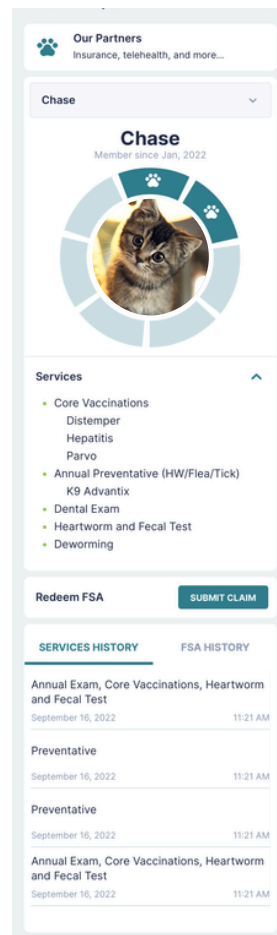 Our Partners
Insurance, telehealth, and more...
Chase
Chase
Member since Jan, 2022
Services
Core Vaccinations
Distemper
Hepatitis
Parvo
Annual Preventative (HW/Flea/Tick)
K9 Advantix
Dental Exam
Heartworm and Fecal Test
Deworming
Redeem FSA
SUBMIT CLAIM
SERVICES HISTORY FSA HISTORY
Annual Exam, Core Vaccinations, Heartworm
and Fecal Test
September 16, 2022 11:21 AM
Preventative
September 16, 2022 11:21 AM
Preventative
September 16, 2022 11:21 AM
Annual Exam, Core Vaccinations, Heartworm
and Fecal Test
September 16, 2022 11:21 AM